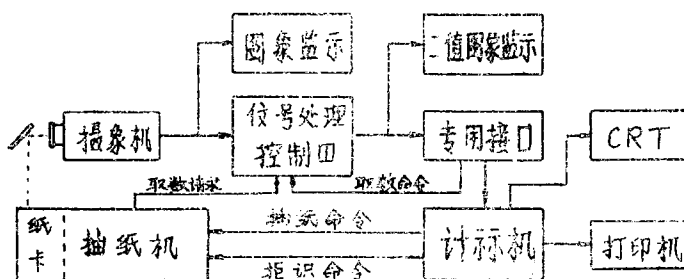 图象监示
二值图象监示
摄象机
信号处理
控制口
专用接口
CRT
取数请求
取数命令
纸
卡
抽纸机
抽纸命令
计标机
打印机
拒识命令